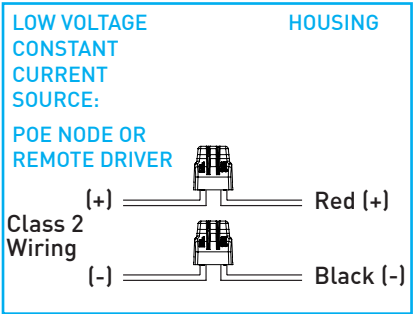 LOW VOLTAGE
CONSTANT
CURRENT
SOURCE:
POE NODE OR
REMOTE DRIVER
HOUSING
(+)
Red (+)
Class 2
Wiring
(-)
Black (-)